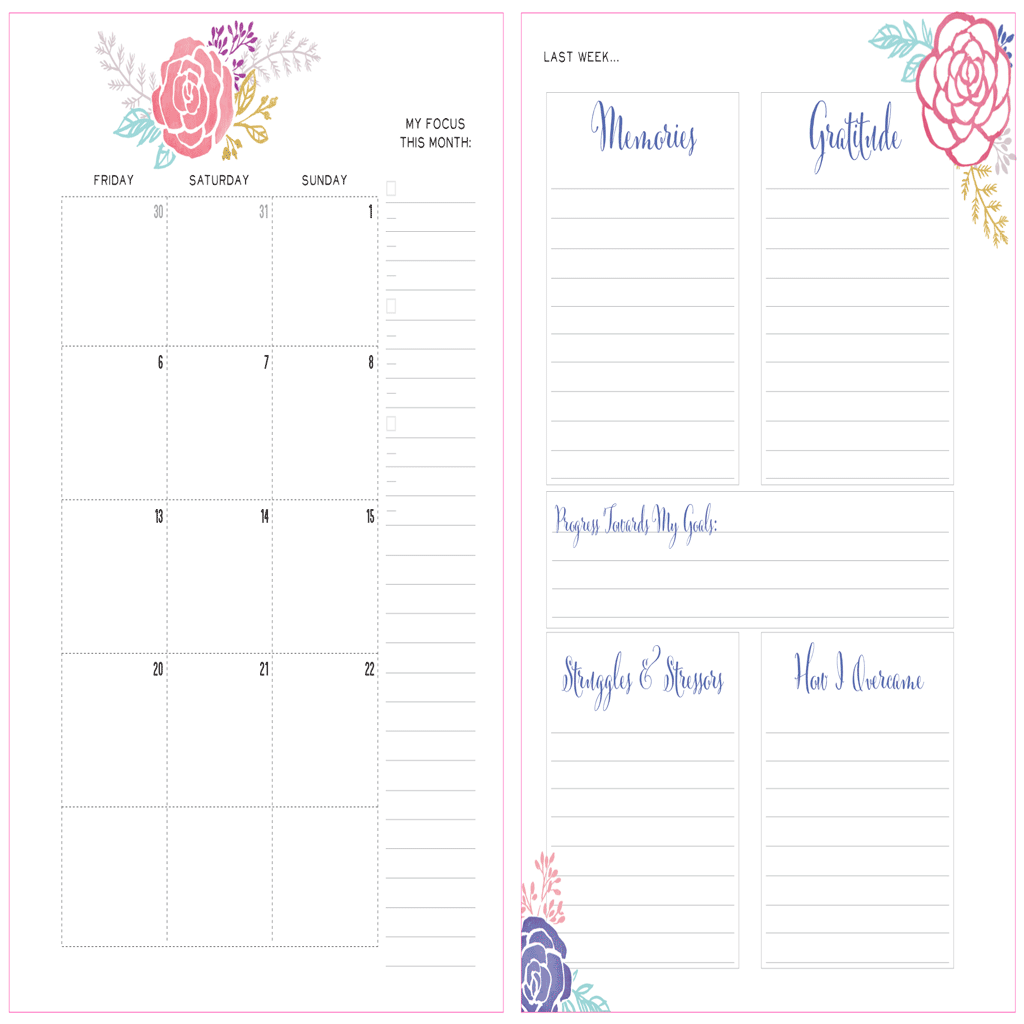 MY FOCUS
THIS MONTH:
FRIDAY SATURDAY SUNDAY
30 31 1
6 7 8
13 14 15
20 21 22
LAST WEEK...
Memories
Gratitude
Progress Towards My Goals:
Struggles & Stressors
How I Overcame